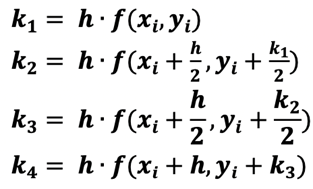 k₁ = h · f(xᵢ, yᵢ)
k₂ = h · f(xᵢ + h/2, yᵢ + k₁/2)
k₃ = h · f(xᵢ + h/2, yᵢ + k₂/2)
k₄ = h · f(xᵢ + h, yᵢ + k₃)